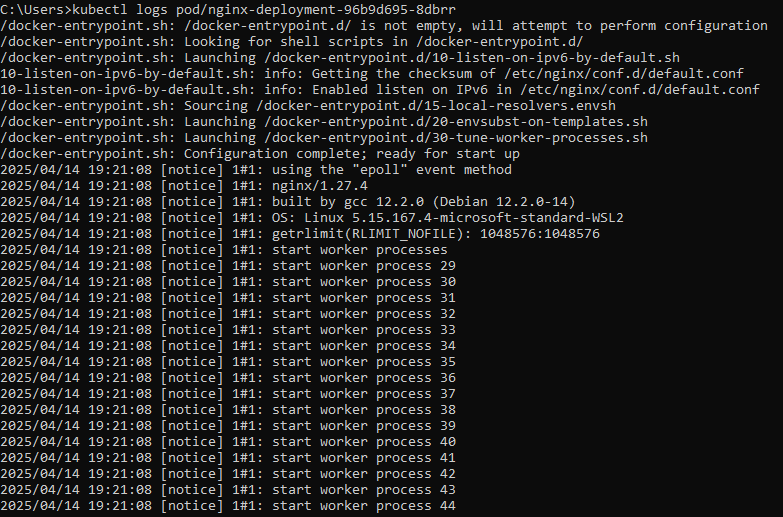 C:\Users>kubectl logs pod/nginx-deployment-96b9d695-8dbrr
/docker-entrypoint.sh: /docker-entrypoint.d/ is not empty, will attempt to perform configuration
/docker-entrypoint.sh: Looking for shell scripts in /docker-entrypoint.d/
/docker-entrypoint.sh: Launching /docker-entrypoint.d/10-listen-on-ipv6-by-default.sh
10-listen-on-ipv6-by-default.sh: info: Getting the checksum of /etc/nginx/conf.d/default.conf
10-listen-on-ipv6-by-default.sh: info: Enabled listen on IPv6 in /etc/nginx/conf.d/default.conf
/docker-entrypoint.sh: Sourcing /docker-entrypoint.d/15-local-resolvers.envsh
/docker-entrypoint.sh: Launching /docker-entrypoint.d/20-envsubst-on-templates.sh
/docker-entrypoint.sh: Launching /docker-entrypoint.d/30-tune-worker-processes.sh
/docker-entrypoint.sh: Configuration complete; ready for start up
2025/04/14 19:21:08 [notice] 1#1: using the "epoll" event method
2025/04/14 19:21:08 [notice] 1#1: nginx/1.27.4
2025/04/14 19:21:08 [notice] 1#1: built by gcc 12.2.0 (Debian 12.2.0-14)
2025/04/14 19:21:08 [notice] 1#1: OS: Linux 5.15.167.4-microsoft-standard-WSL2
2025/04/14 19:21:08 [notice] 1#1: getrlimit(RLIMIT_NOFILE): 1048576:1048576
2025/04/14 19:21:08 [notice] 1#1: start worker processes
2025/04/14 19:21:08 [notice] 1#1: start worker process 29
2025/04/14 19:21:08 [notice] 1#1: start worker process 30
2025/04/14 19:21:08 [notice] 1#1: start worker process 31
2025/04/14 19:21:08 [notice] 1#1: start worker process 32
2025/04/14 19:21:08 [notice] 1#1: start worker process 33
2025/04/14 19:21:08 [notice] 1#1: start worker process 34
2025/04/14 19:21:08 [notice] 1#1: start worker process 35
2025/04/14 19:21:08 [notice] 1#1: start worker process 36
2025/04/14 19:21:08 [notice] 1#1: start worker process 37
2025/04/14 19:21:08 [notice] 1#1: start worker process 38
2025/04/14 19:21:08 [notice] 1#1: start worker process 39
2025/04/14 19:21:08 [notice] 1#1: start worker process 40
2025/04/14 19:21:08 [notice] 1#1: start worker process 41
2025/04/14 19:21:08 [notice] 1#1: start worker process 42
2025/04/14 19:21:08 [notice] 1#1: start worker process 43
2025/04/14 19:21:08 [notice] 1#1: start worker process 44